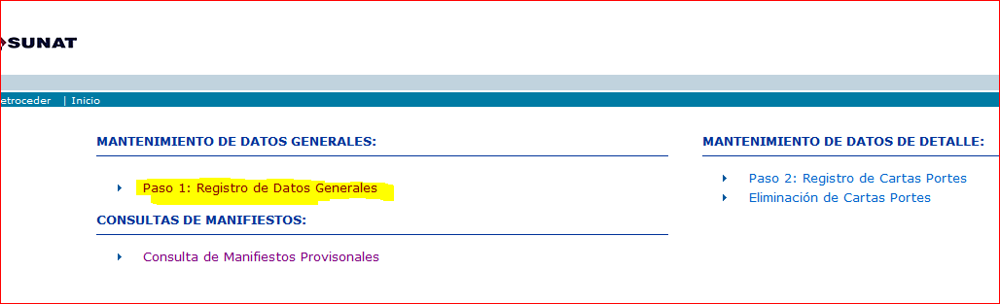 SUNAT
etroceder | Inicio
MANTENIMIENTO DE DATOS GENERALES:
Paso 1: Registro de Datos Generales
CONSULTAS DE MANIFIESTOS:
Consulta de Manifiestos Provisonales
MANTENIMIENTO DE DATOS DE DETALLE:
Paso 2: Registro de Cartas Portes
Eliminación de Cartas Portes